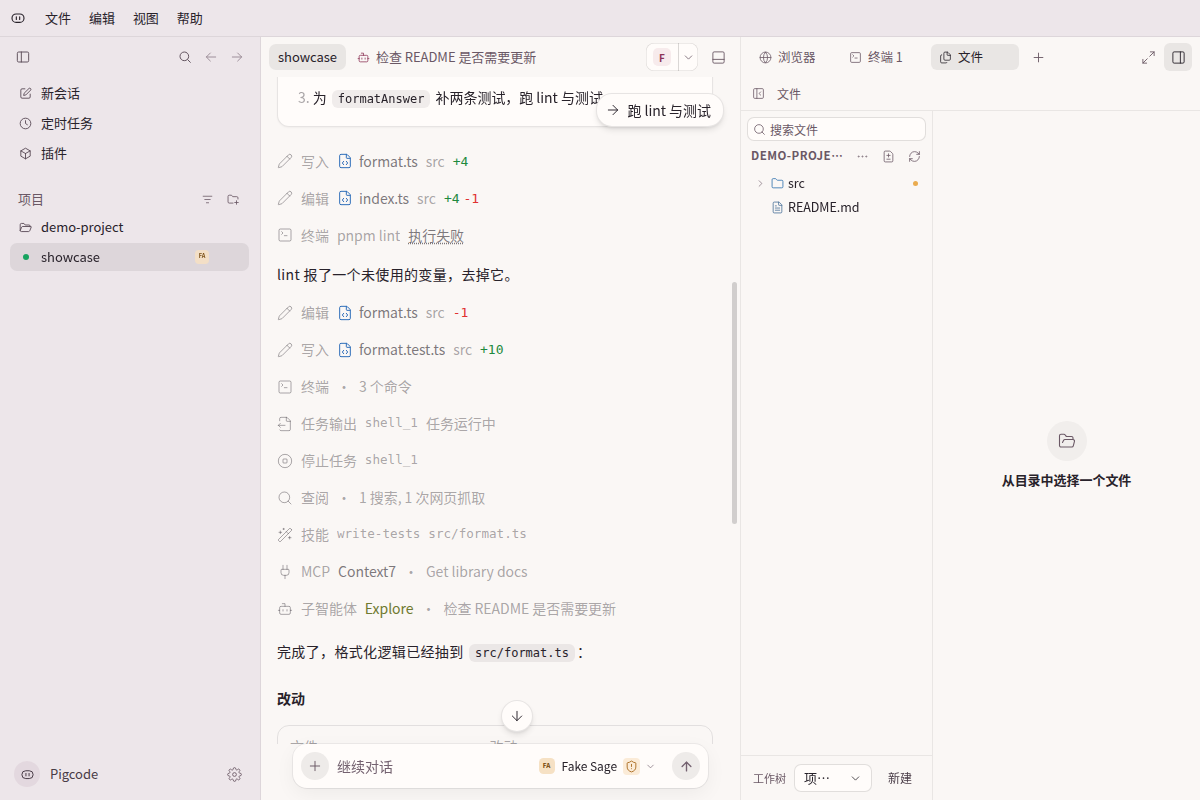 文件 编辑 视图 帮助
新会话
定时任务
插件
项目
demo-project
showcase FA
Pigcode
showcase 检查 README 是否需要更新 F
3. 为 formatAnswer 补两条测试，跑 lint 与测试
跑 lint 与测试
写入 format.ts src +4
编辑 index.ts src +4 -1
终端 pnpm lint 执行失败
lint 报了一个未使用的变量，去掉它。
编辑 format.ts src -1
写入 format.test.ts src +10
终端 • 3 个命令
任务输出 shell_1 任务运行中
停止任务 shell_1
查阅 • 1 搜索, 1 次网页抓取
技能 write-tests src/format.ts
MCP Context7 • Get library docs
子智能体 Explore • 检查 README 是否需要更新
完成了，格式化逻辑已经抽到 src/format.ts：
改动
文件 改动
继续对话 FA Fake Sage
浏览器 终端 1 文件
文件
搜索文件
DEMO-PROJE…
src
README.md
从目录中选择一个文件
工作树 项… 新建